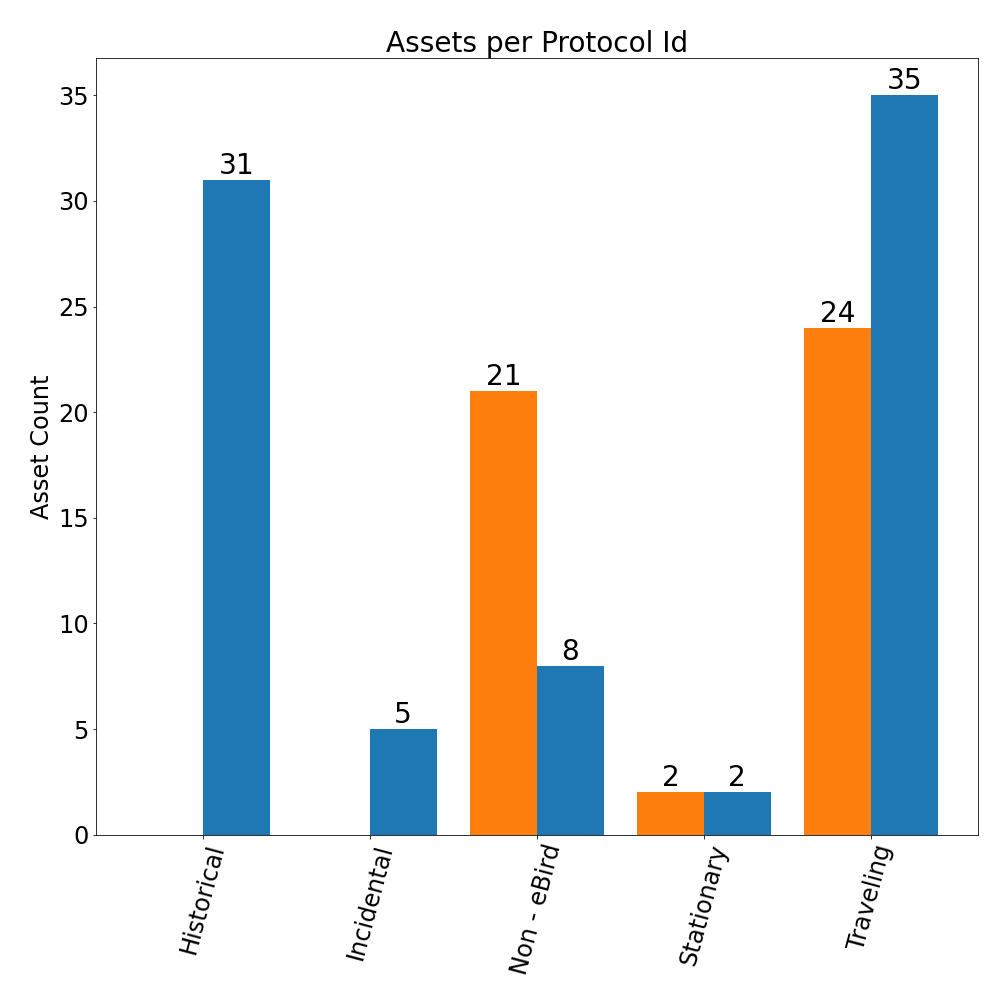 Assets per Protocol Id
Asset Count
35
30
25
20
15
10
5
0
31
5
21
8
2
2
24
35
Historical
Incidental
Non - eBird
Stationary
Traveling